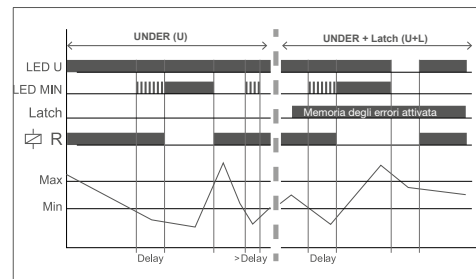 UNDER (U)
UNDER + Latch (U+L)
LED U
LED MIN
Latch
Memoria degli errori attivata
R
Max
Min
Delay
>Delay
Delay